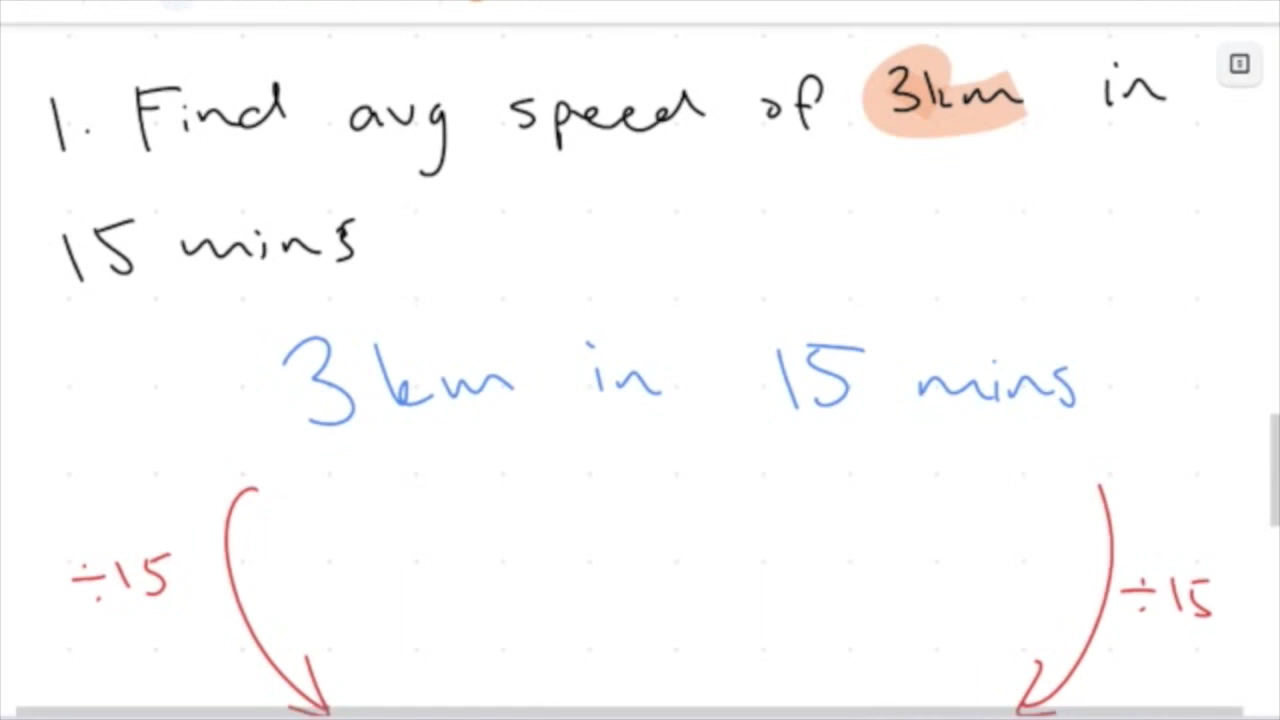 1. Find avg speed of 3km in
15 mins
3km in 15 mins
÷15 ÷15